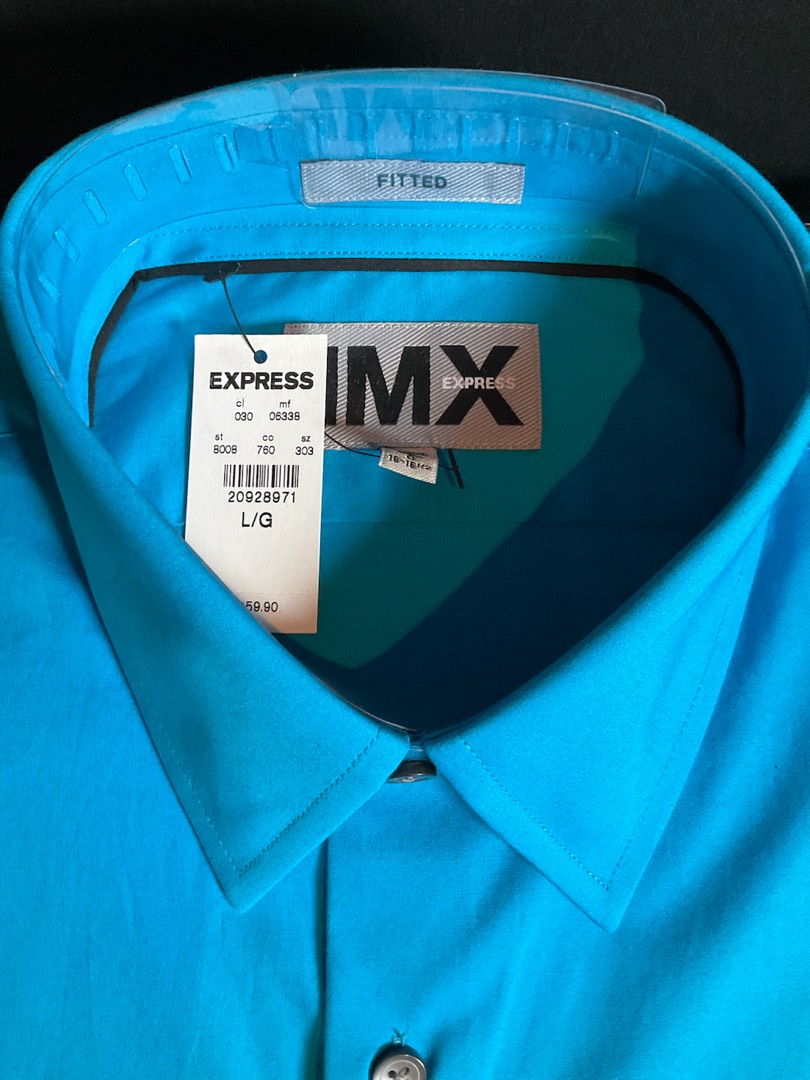 FITTED
EXPRESS
cl mf
030 06338
st co sz
8008 760 303
20928971
L/G
59.90
MX
EXPRESS